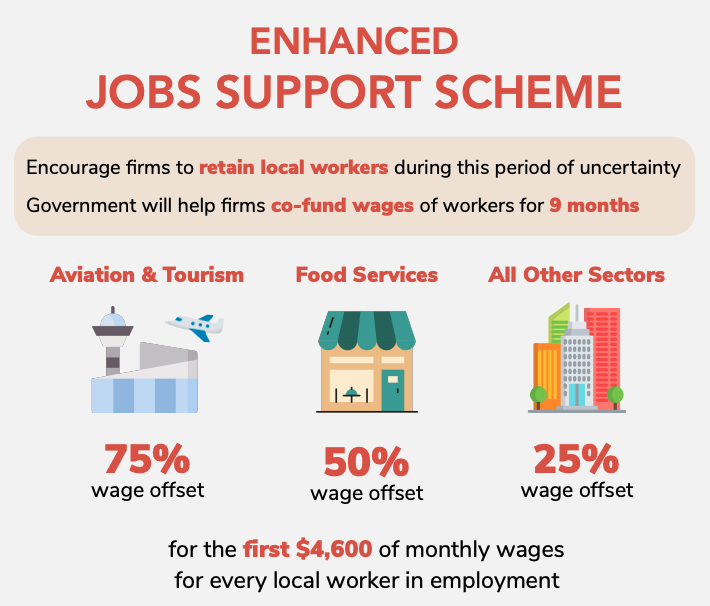 ENHANCED
JOBS SUPPORT SCHEME
Encourage firms to retain local workers during this period of uncertainty
Government will help firms co-fund wages of workers for 9 months
Aviation & Tourism
Food Services
All Other Sectors
75%
wage offset
50%
wage offset
25%
wage offset
for the first $4,600 of monthly wages
for every local worker in employment